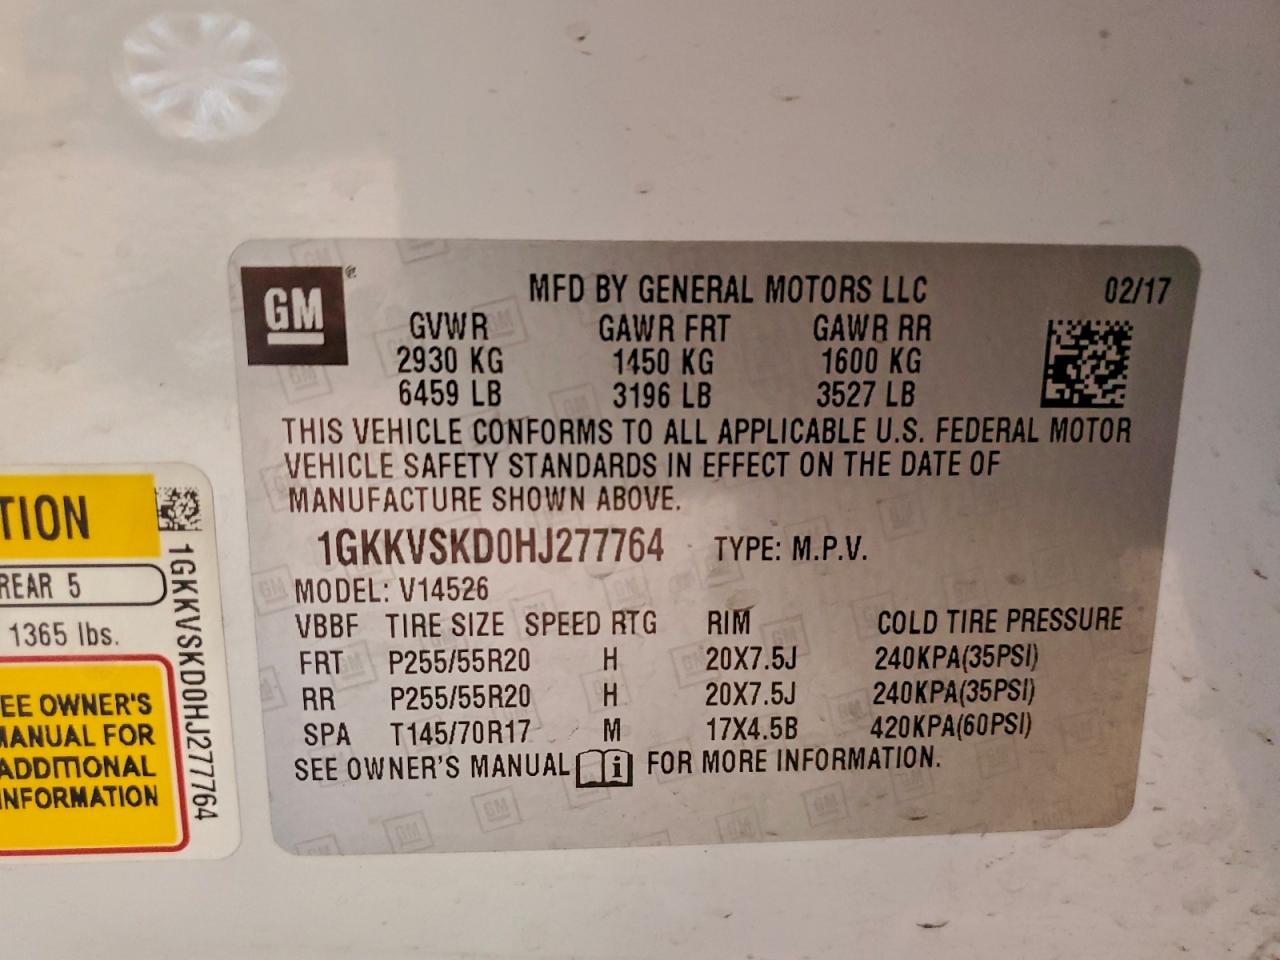 GM
®
MFD BY GENERAL MOTORS LLC 02/17
GVWR GAWR FRT GAWR RR
2930 KG 1450 KG 1600 KG
6459 LB 3196 LB 3527 LB
THIS VEHICLE CONFORMS TO ALL APPLICABLE U.S. FEDERAL MOTOR
VEHICLE SAFETY STANDARDS IN EFFECT ON THE DATE OF
MANUFACTURE SHOWN ABOVE.
1GKKVSKD0HJ277764 TYPE: M.P.V.
MODEL: V14526
VBBF TIRE SIZE SPEED RTG RIM COLD TIRE PRESSURE
FRT P255/55R20 H 20X7.5J 240KPA(35PSI)
RR P255/55R20 H 20X7.5J 240KPA(35PSI)
SPA T145/70R17 M 17X4.5B 420KPA(60PSI)
SEE OWNER'S MANUAL i FOR MORE INFORMATION.
TION
REAR 5
1365 lbs.
EE OWNER'S
MANUAL FOR
ADDITIONAL
INFORMATION
1GKKVSKD0HJ277764